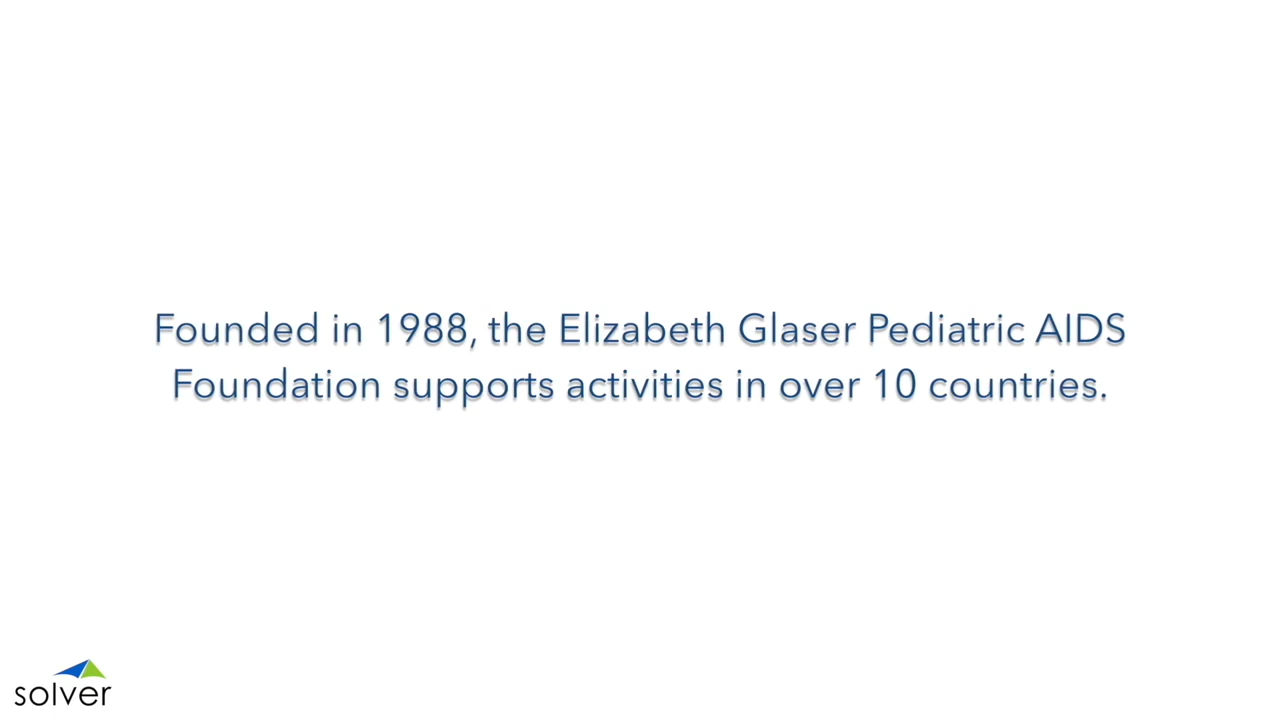 Founded in 1988, the Elizabeth Glaser Pediatric AIDS
Foundation supports activities in over 10 countries.
solver